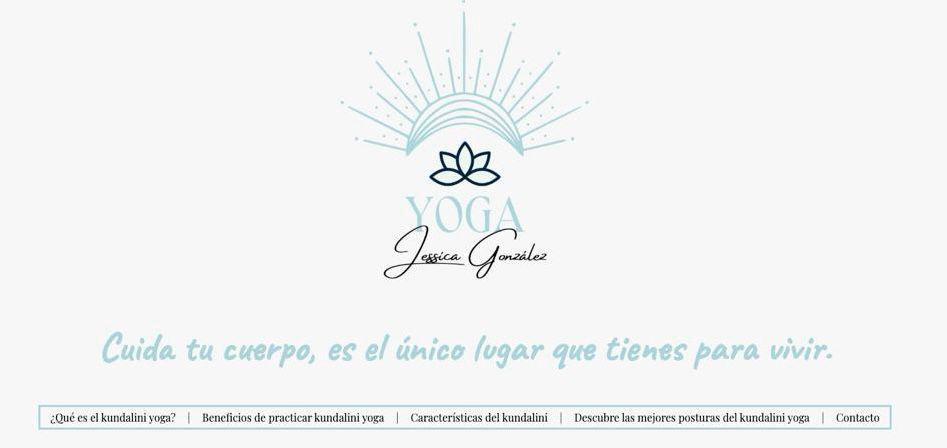 YOGA
Jessica González
Cuida tu cuerpo, es el único lugar que tienes para vivir.
¿Qué es el kundalini yoga? | Beneficios de practicar kundalini yoga | Características del kundalini | Descubre las mejores posturas del kundalini yoga | Contacto